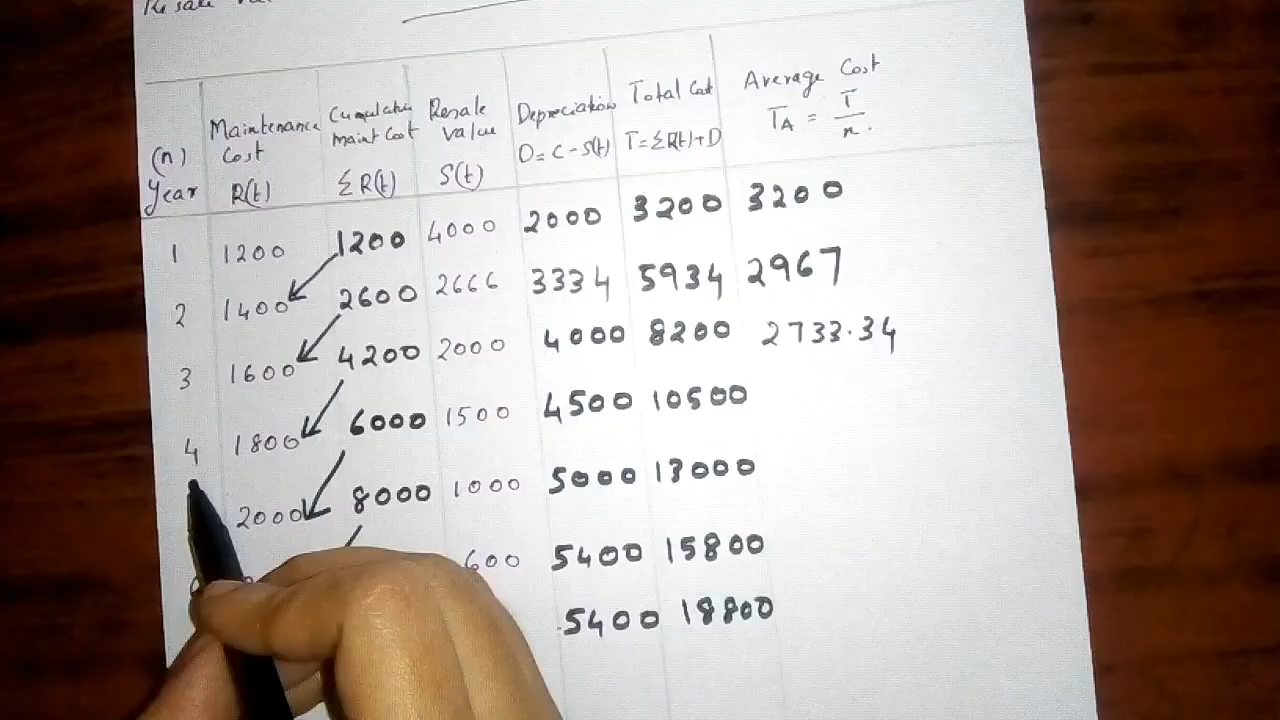 (n) Year Maintenance Cost R(t) Cumulative Maint Cost ΣR(t) Resale Value S(t) Depreciation D = C - S(t) Total Cost T = ΣR(t) + D Average Cost TA = T/n.
1 1200 1200 4000 2000 3200 3200
2 1400 2600 2666 3334 5934 2967
3 1600 4200 2000 4000 8200 2733.34
4 1800 6000 1500 4500 10500
2000 8000 1000 5000 13000
600 5400 15800
5400 18800